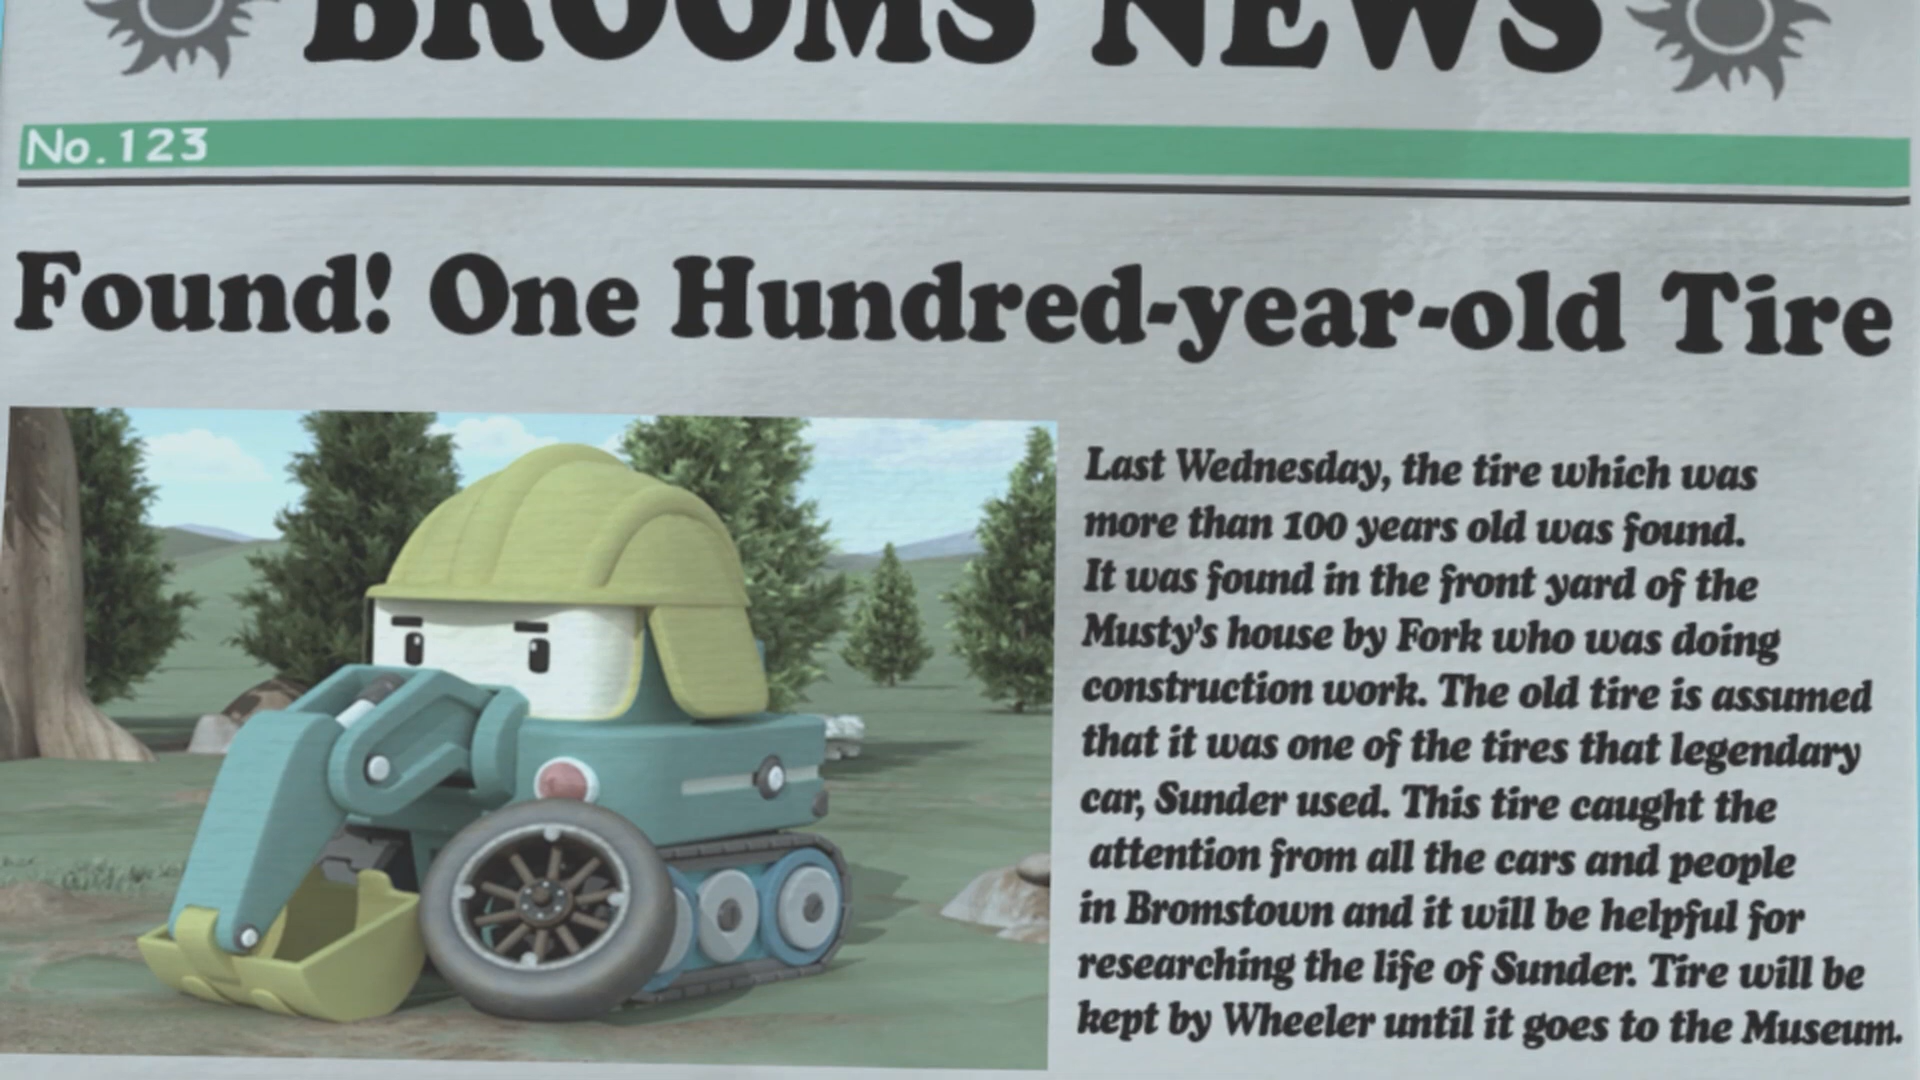 BROOMS NEWS
No.123
Found! One Hundred-year-old Tire
Last Wednesday, the tire which was
more than 100 years old was found.
It was found in the front yard of the
Musty's house by Fork who was doing
construction work. The old tire is assumed
that it was one of the tires that legendary
car, Sunder used. This tire caught the
attention from all the cars and people
in Bromstown and it will be helpful for
researching the life of Sunder. Tire will be
kept by Wheeler until it goes to the Museum.